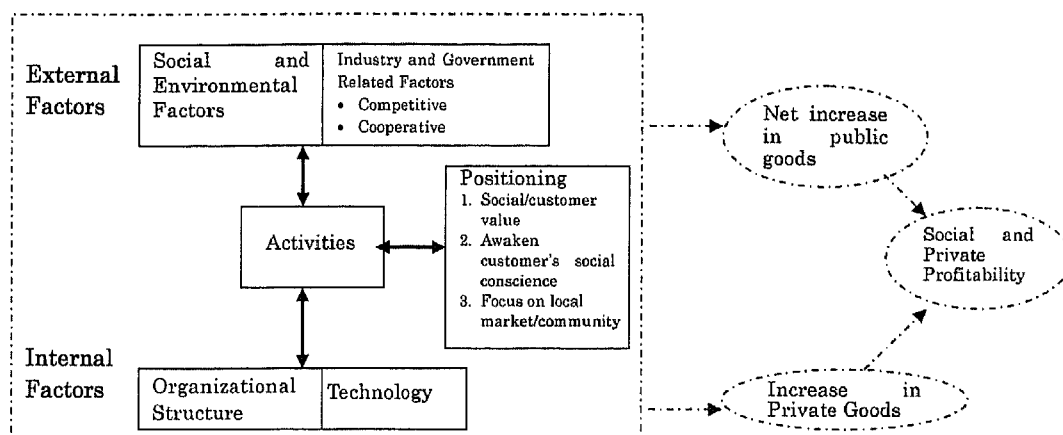 External
Factors
Social and
Environmental
Factors
Industry and Government
Related Factors
• Competitive
• Cooperative
Net increase
in public
goods
Positioning
1. Social/customer
value
2. Awaken
customer's social
conscience
3. Focus on local
market/community
Activities
Social and
Private
Profitability
Internal
Factors
Organizational
Structure
Technology
Increase in
Private Goods